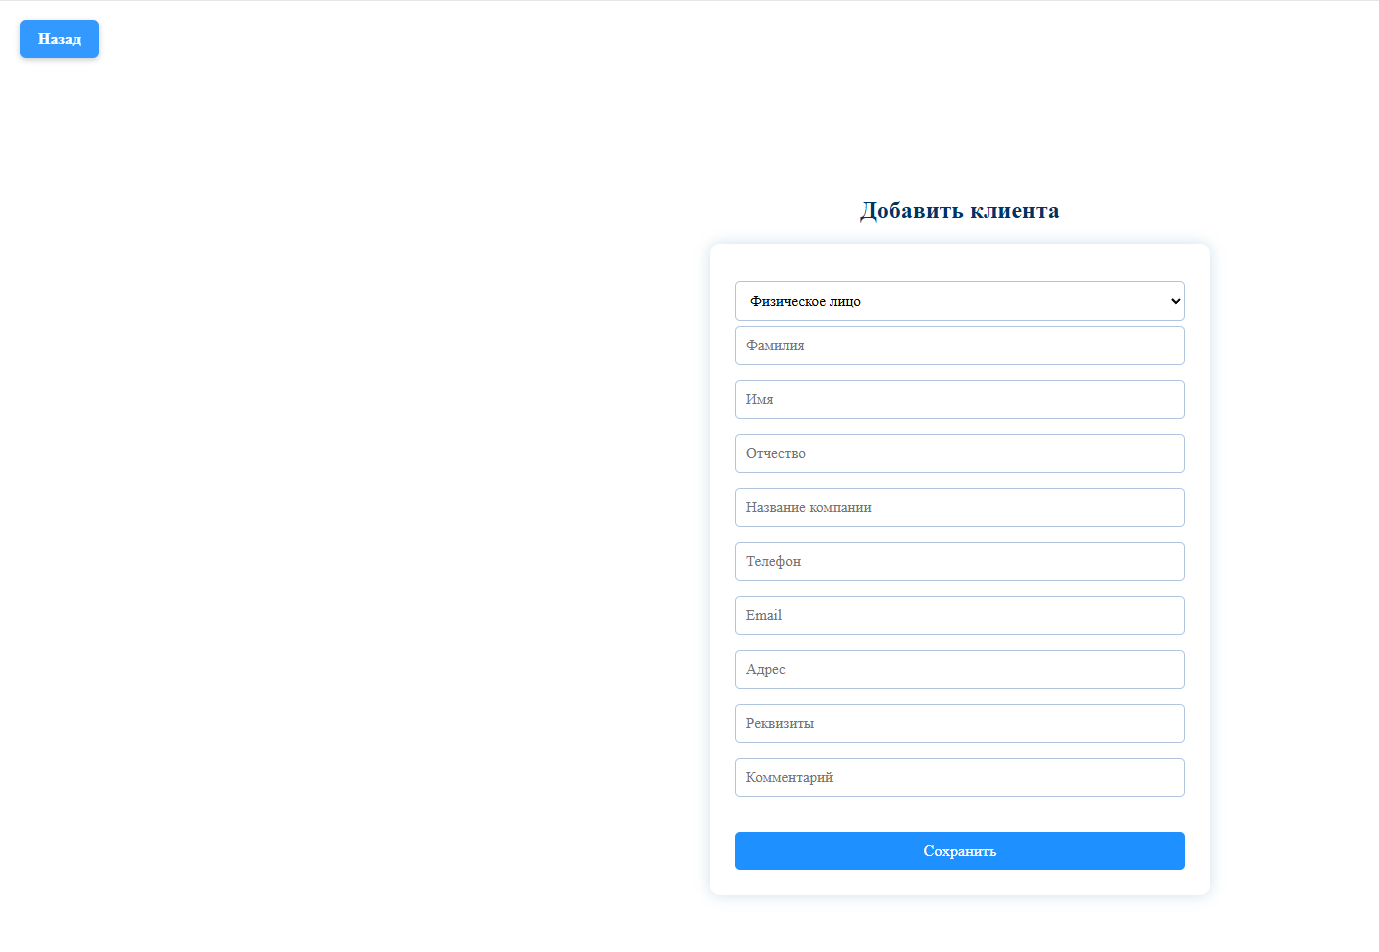 Назад
Добавить клиента
Физическое лицо
Фамилия
Имя
Отчество
Название компании
Телефон
Email
Адрес
Реквизиты
Комментарий
Сохранить